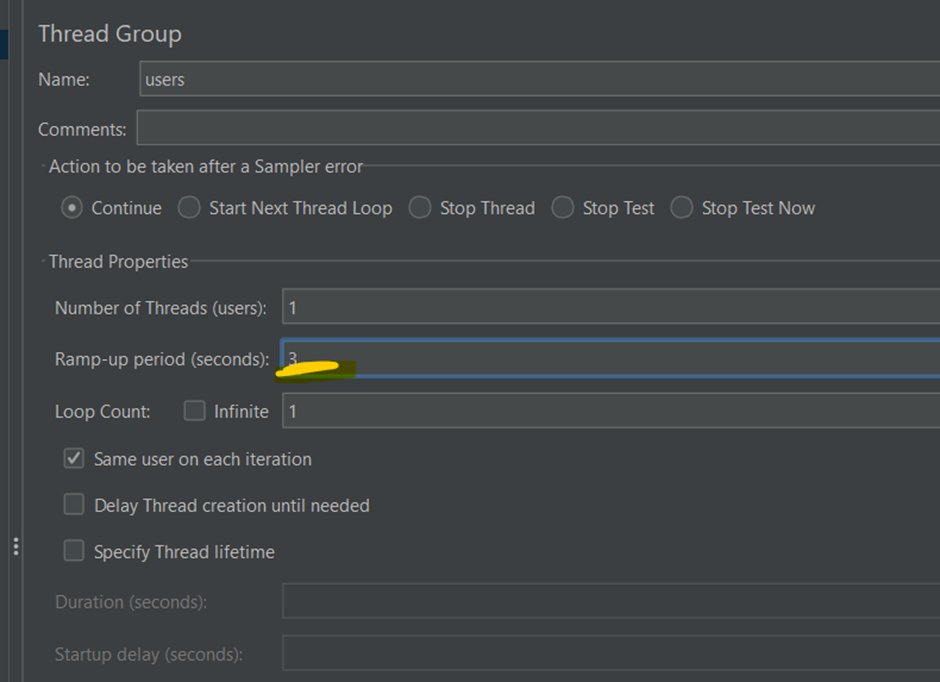 Thread Group
Name: users
Comments:
Action to be taken after a Sampler error
Continue Start Next Thread Loop Stop Thread Stop Test Stop Test Now
Thread Properties
Number of Threads (users): 1
Ramp-up period (seconds): 3
Loop Count: Infinite 1
Same user on each iteration
Delay Thread creation until needed
Specify Thread lifetime
Duration (seconds):
Startup delay (seconds):